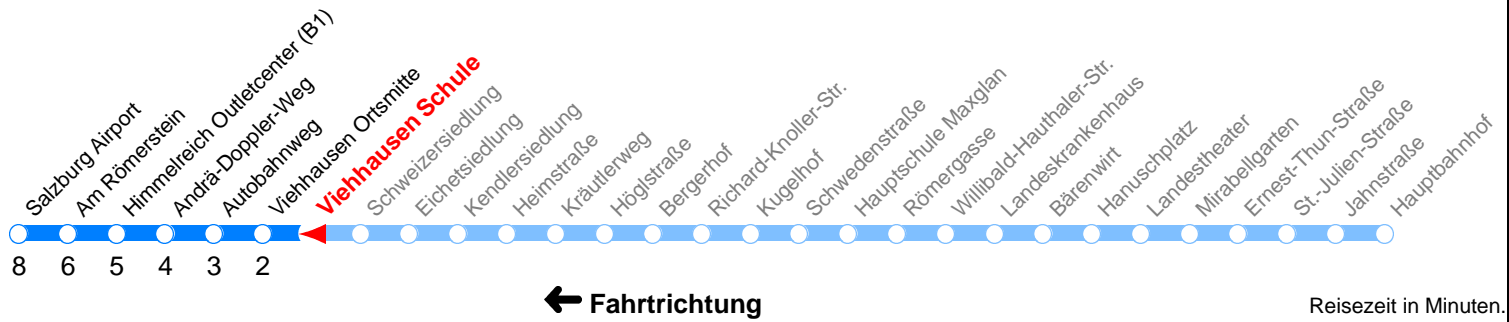 Salzburg Airport
Am Römerstein
Himmelreich Outletcenter (B1)
Andrä-Doppler-Weg
Autobahnweg
Viehhausen Ortsmitte
Viehhausen Schule
Schweizersiedlung
Eichetsiedlung
Kendlersiedlung
Heimstraße
Kräutlerweg
Höglstraße
Bergerhof
Richard-Knoller-Str.
Kugelhof
Schwedenstraße
Hauptschule Maxglan
Römergasse
Willibald-Hauthaler-Str.
Landeskrankenhaus
Bärenwirt
Hanuschplatz
Landestheater
Mirabellgarten
Ernest-Thun-Straße
St.-Julien-Straße
Jahnstraße
Hauptbahnhof
8 6 5 4 3 2
Fahrtrichtung
Reisezeit in Minuten.